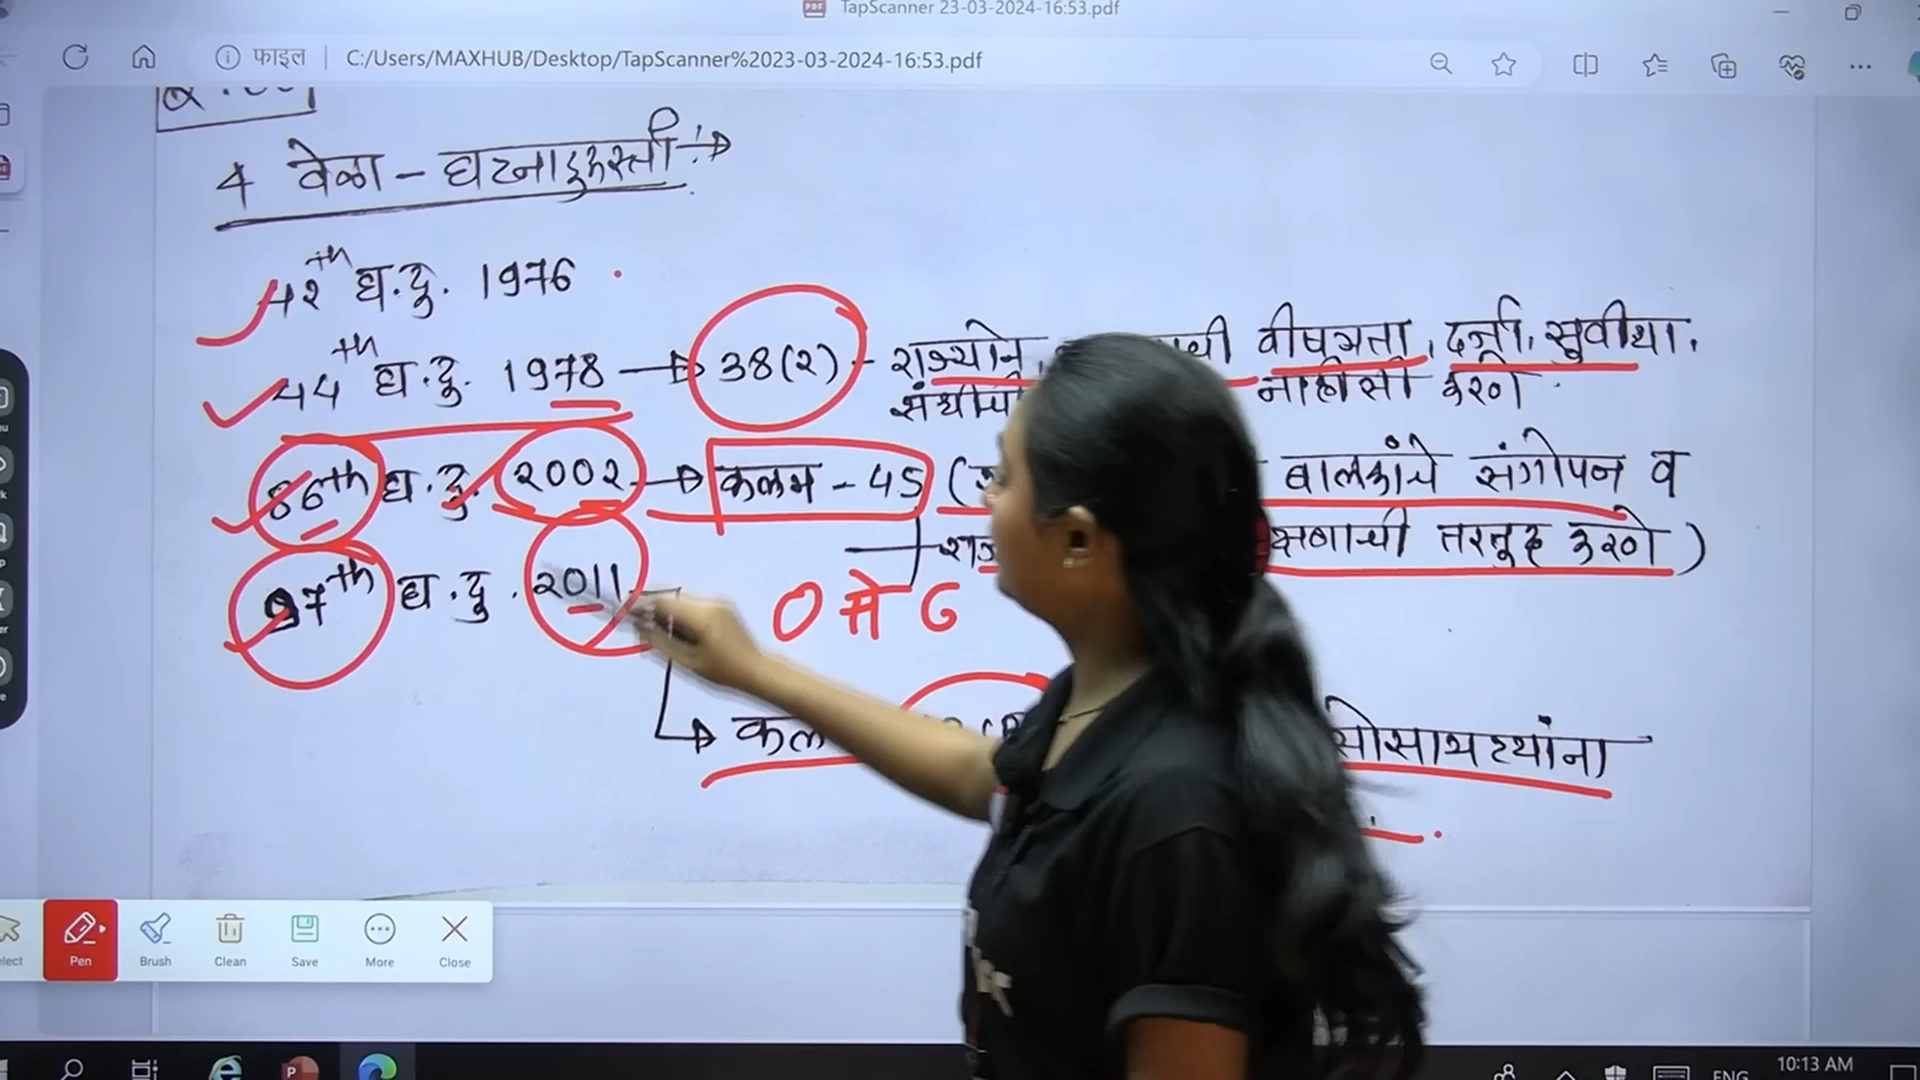 TapScanner 23-03-2024-16:53.pdf
फाइल | C:/Users/MAXHUB/Desktop/TapScanner%2023-03-2024-16:53.pdf
4 वेळा – घटनादुरुस्ती :→
42th घ.दु. 1976
44th घ.दु. 1978 → 38(2) – राज्याने वीषमता, दर्जा, सुवीधा,
संधीची नाहीसी करणे
86th घ.दु. 2002 → कलम – 45 ( बालकांचे संगोपन व
तरतूद करणे )
97th घ.दु. 2011
0 ते 6
Pen Brush Clean Save More Close
10:13 AM
ENG